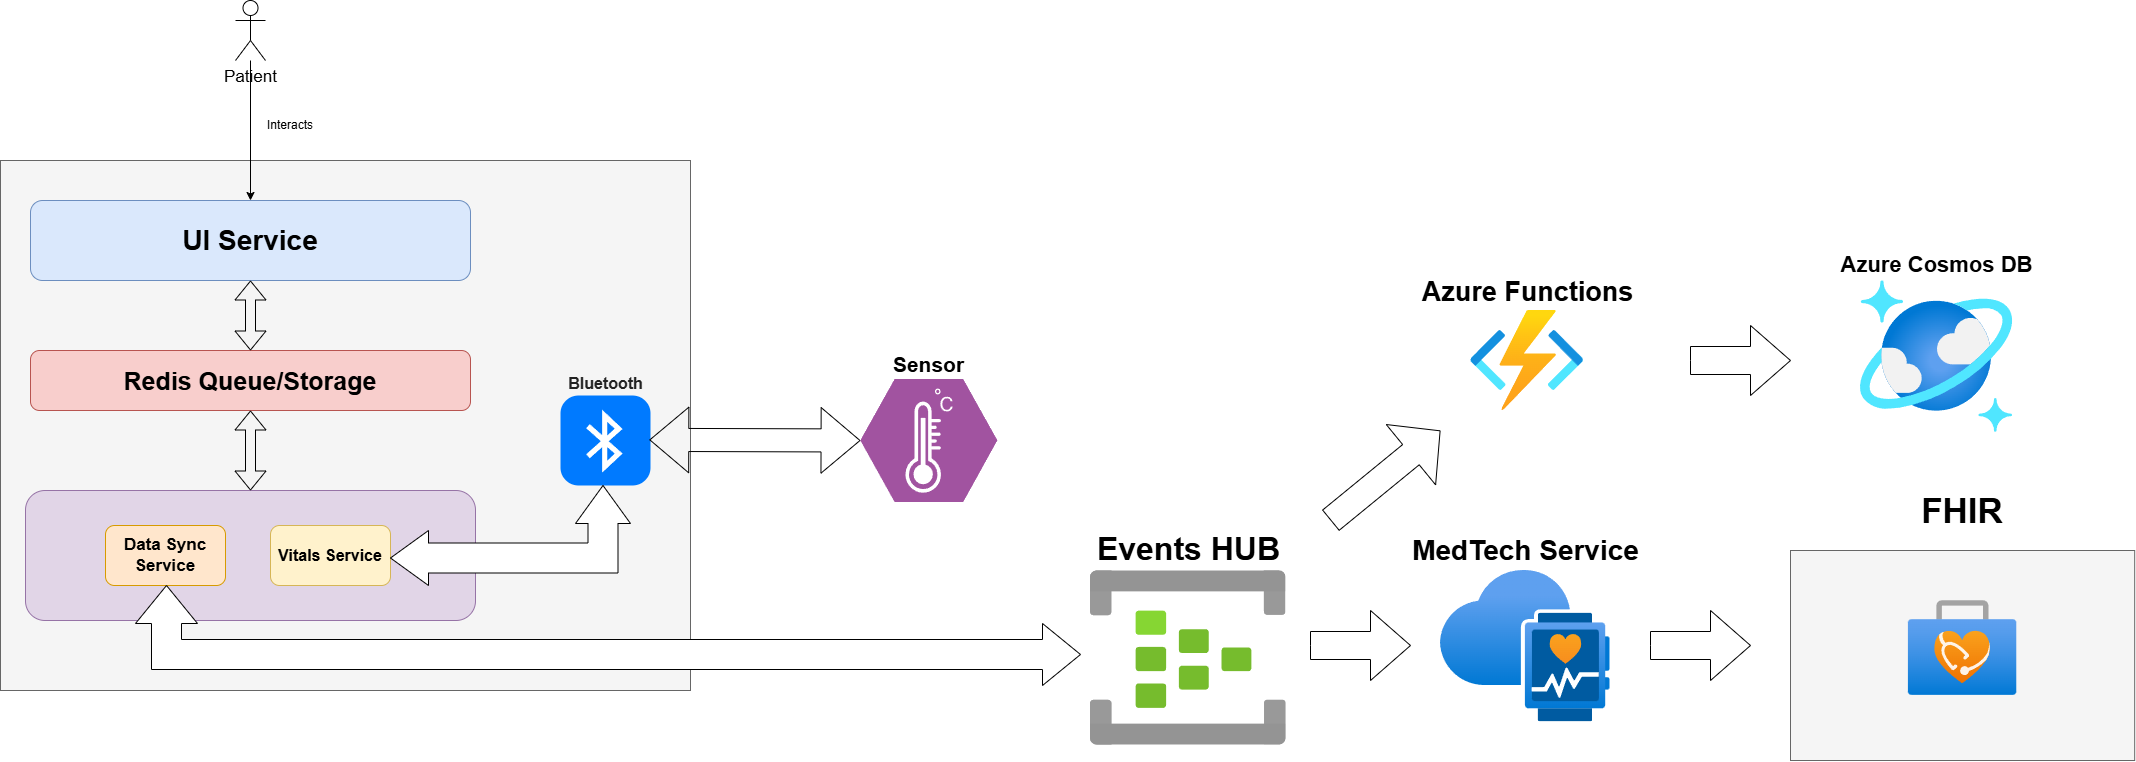 Patient
Interacts
UI Service
Redis Queue/Storage
Bluetooth
Sensor
°C
Data Sync
Service
Vitals Service
Events HUB
Azure Functions
Azure Cosmos DB
MedTech Service
FHIR